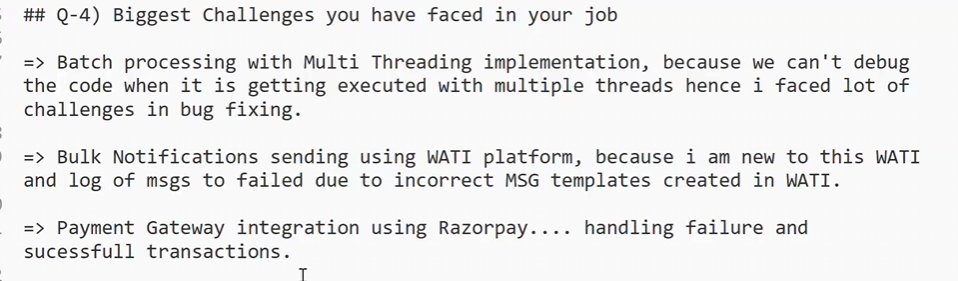 ## Q-4) Biggest Challenges you have faced in your job
=> Batch processing with Multi Threading implementation, because we can't debug
the code when it is getting executed with multiple threads hence i faced lot of
challenges in bug fixing.
=> Bulk Notifications sending using WATI platform, because i am new to this WATI
and log of msgs to failed due to incorrect MSG templates created in WATI.
=> Payment Gateway integration using Razorpay.... handling failure and
sucessfull transactions.